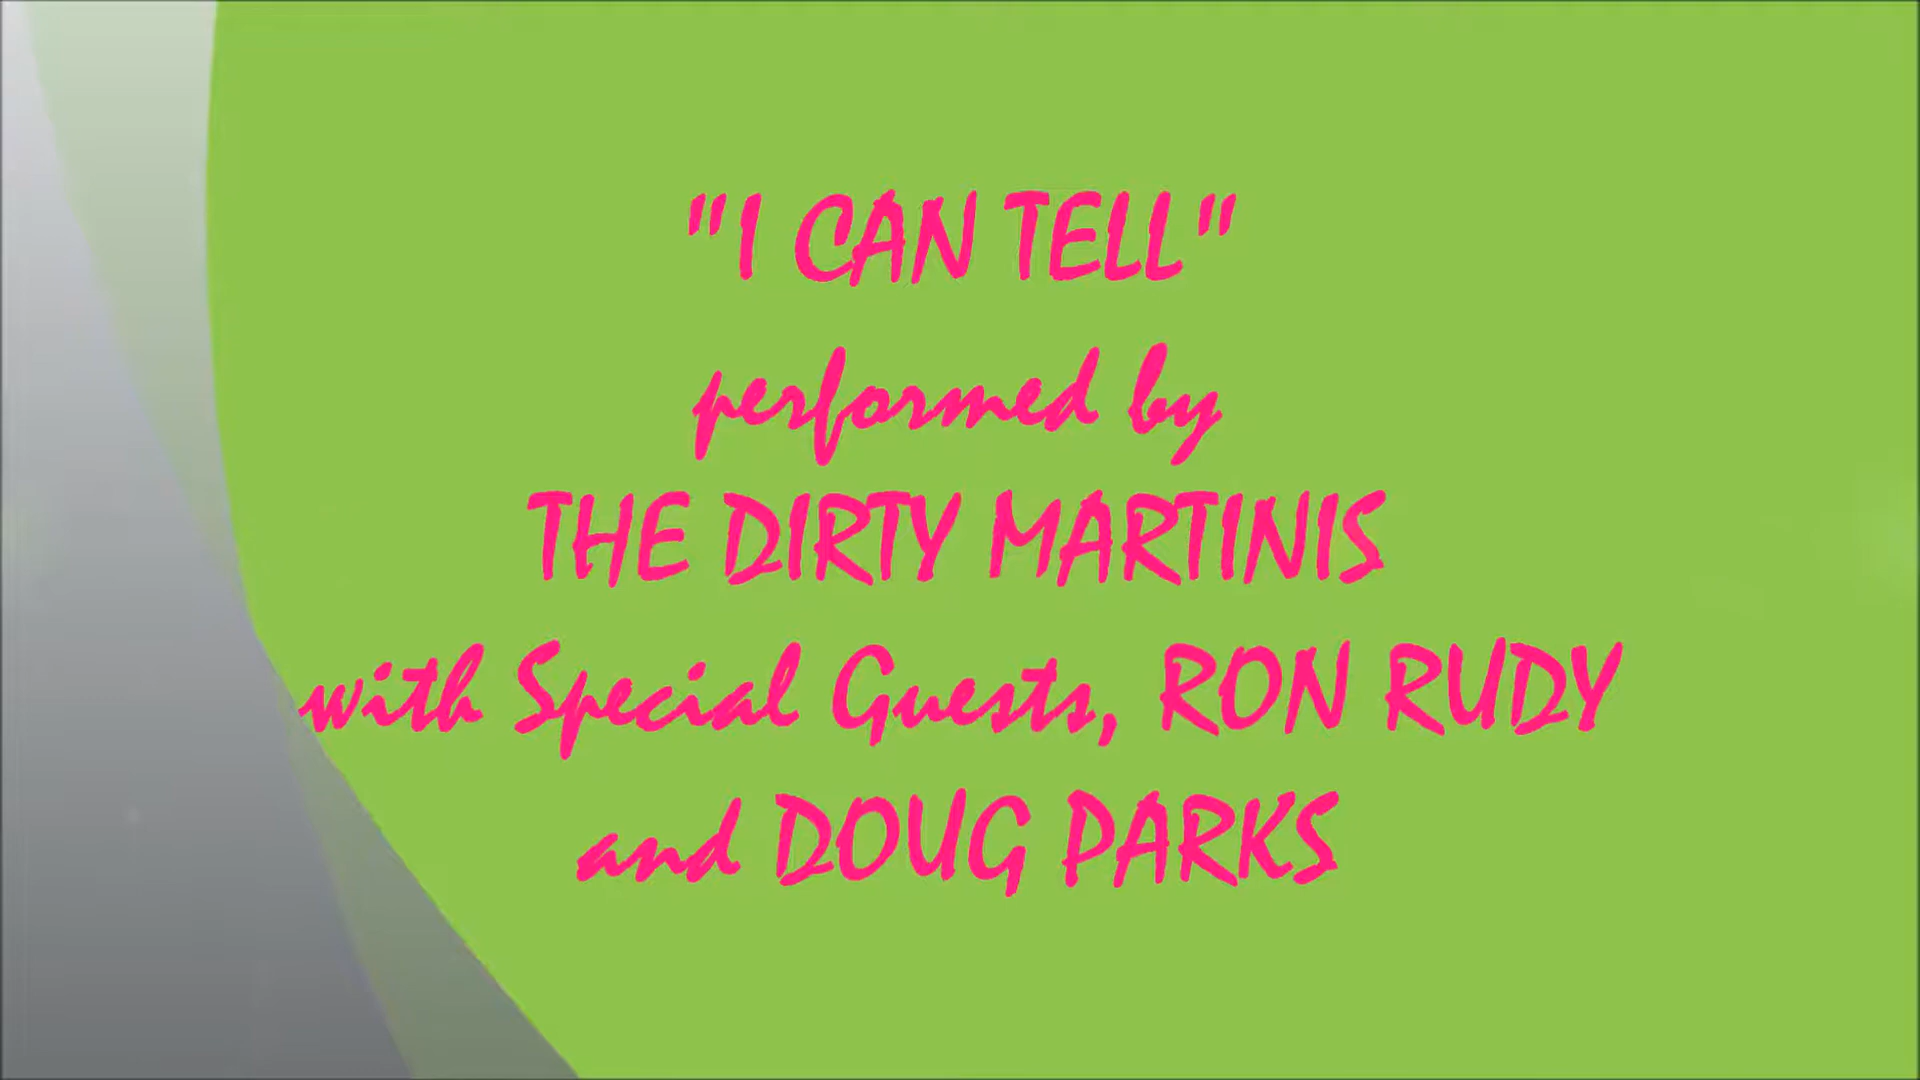 "I CAN TELL"
performed by
THE DIRTY MARTINIS
with Special Guests, RON RUDY
and DOUG PARKS